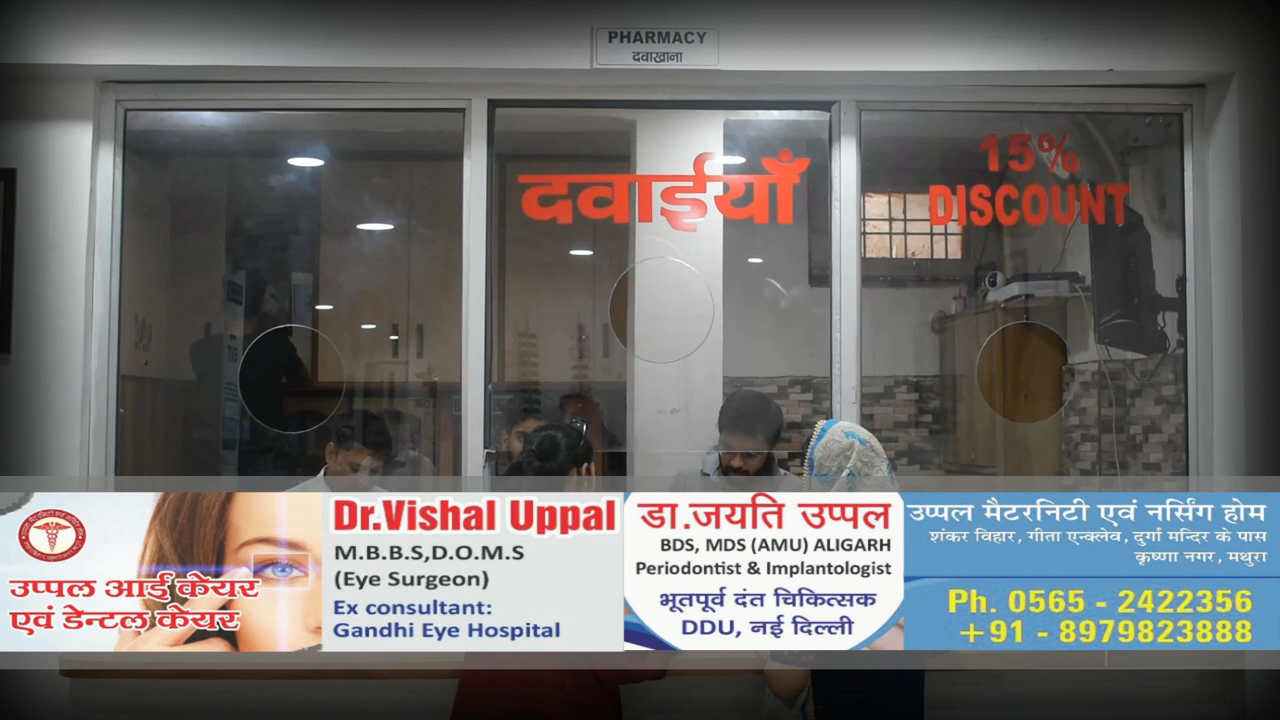 PHARMACY
दवाखाना
दवाईयाँ
15%
DISCOUNT
उप्पल आई केयर
एवं डेन्टल केयर
Dr.Vishal Uppal
M.B.B.S,D.O.M.S
(Eye Surgeon)
Ex consultant:
Gandhi Eye Hospital
डा.जयति उप्पल
BDS, MDS (AMU) ALIGARH
Periodontist & Implantologist
भूतपूर्व दंत चिकित्सक
DDU, नई दिल्ली
उप्पल मैटरनिटी एवं नर्सिंग होम
शंकर विहार, गीता एन्क्लेव, दुर्गा मन्दिर के पास
कृष्णा नगर, मथुरा
Ph. 0565 - 2422356
+91 - 8979823888